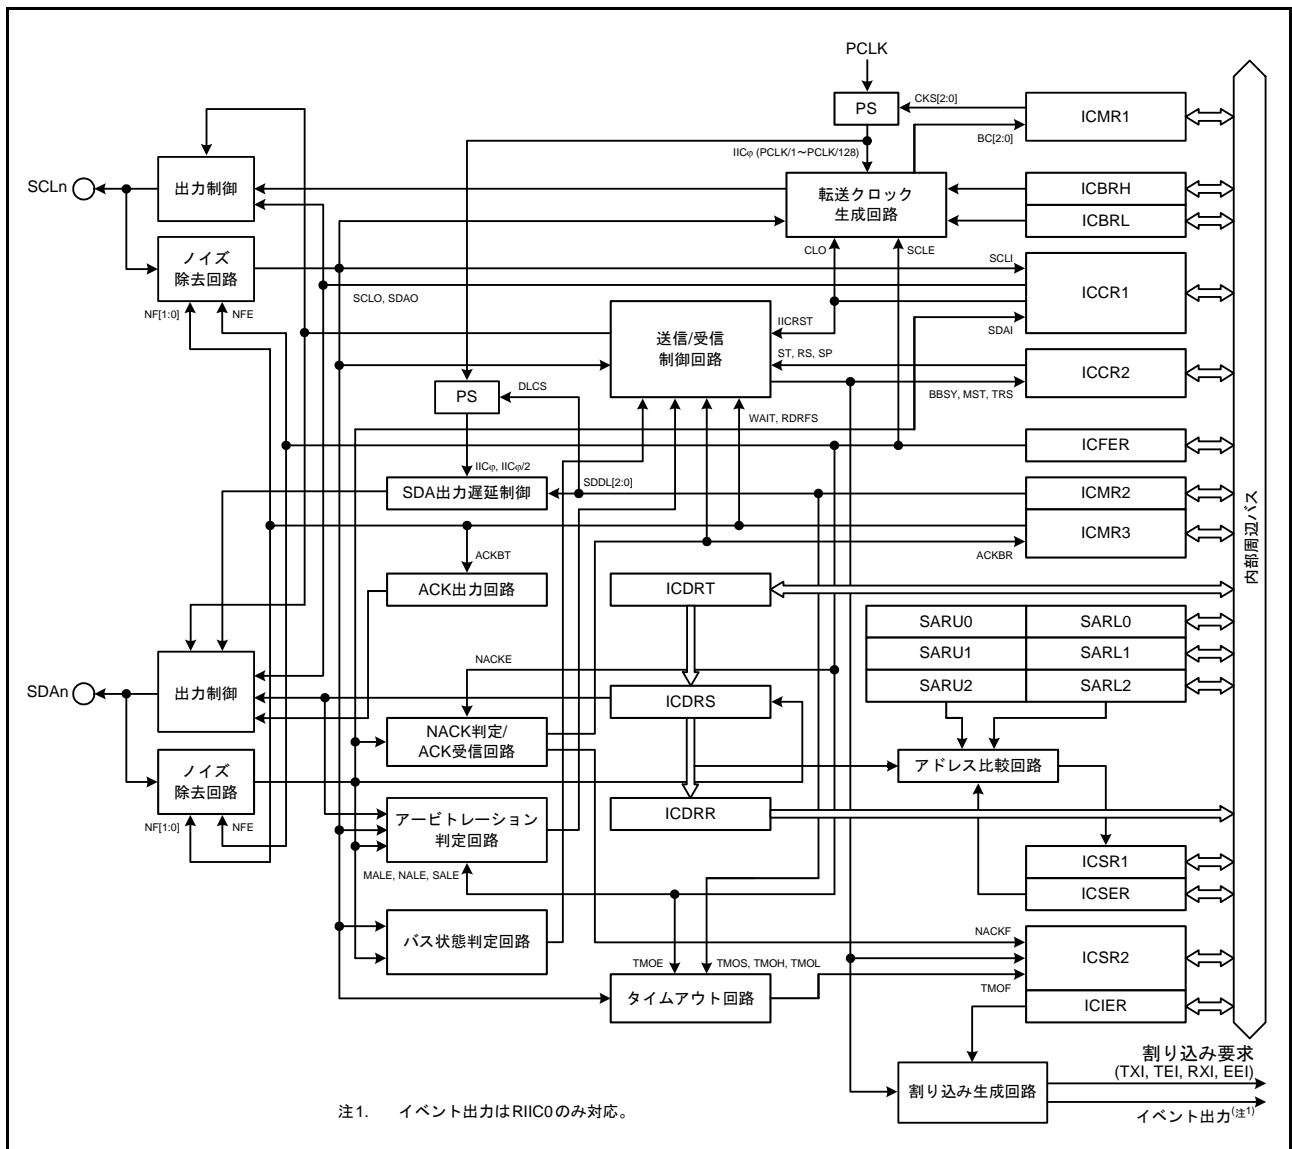 PCLK
PS
CKS[2:0]
ICMR1
BC[2:0]
IICφ (PCLK/1～PCLK/128)
SCLn
出力制御
転送クロック
生成回路
ICBRH
ICBRL
ノイズ
除去回路
CLO
SCLE
SCLI
ICCR1
SCLO, SDAO
NF[1:0]
NFE
IICRST
SDAI
送信/受信
制御回路
ST, RS, SP
ICCR2
BBSY, MST, TRS
PS
DLCS
WAIT, RDRFS
ICFER
IICφ, IICφ/2
SDA出力遅延制御
SDDL[2:0]
ICMR2
ICMR3
ACKBT
ACKBR
内部周辺バス
ACK出力回路
ICDRT
SARU0
SARL0
SARU1
SARL1
SARU2
SARL2
NACKE
SDAn
出力制御
ICDRS
NACK判定/
ACK受信回路
アドレス比較回路
ノイズ
除去回路
ICDRR
NF[1:0]
NFE
アービトレーション
判定回路
MALE, NALE, SALE
ICSR1
ICSER
バス状態判定回路
NACKF
ICSR2
TMOE
TMOS, TMOH, TMOL
タイムアウト回路
TMOF
ICIER
割り込み要求
(TXI, TEI, RXI, EEI)
割り込み生成回路
イベント出力(注1)
注1. イベント出力はRIIC0のみ対応。